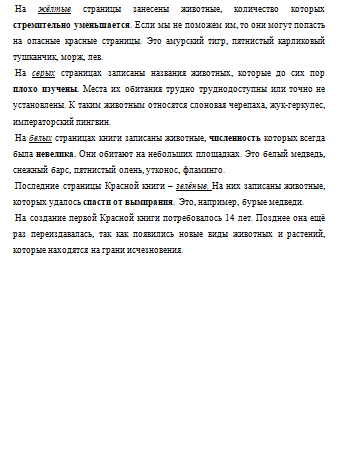 На жёлтые страницы занесены животные, количество которых
стремительно уменьшается. Если мы не поможем им, то они могут попасть
на опасные красные страницы. Это амурский тигр, пятнистый карликовый
тушканчик, морж, лев.
На серых страницах записаны названия животных, которые до сих пор
плохо изучены. Места их обитания трудно труднодоступны или точно не
установлены. К таким животным относятся слоновая черепаха, жук-геркулес,
императорский пингвин.
На белых страницах книги записаны животные, численность которых всегда
была невелика. Они обитают на небольших площадках. Это белый медведь,
снежный барс, пятнистый олень, утконос, фламинго.
Последние страницы Красной книги – зелёные. На них записаны животные,
которых удалось спасти от вымирания. Это, например, бурые медведи.
На создание первой Красной книги потребовалось 14 лет. Позднее она ещё
раз переиздавалась, так как появились новые виды животных и растений,
которые находятся на грани исчезновения.